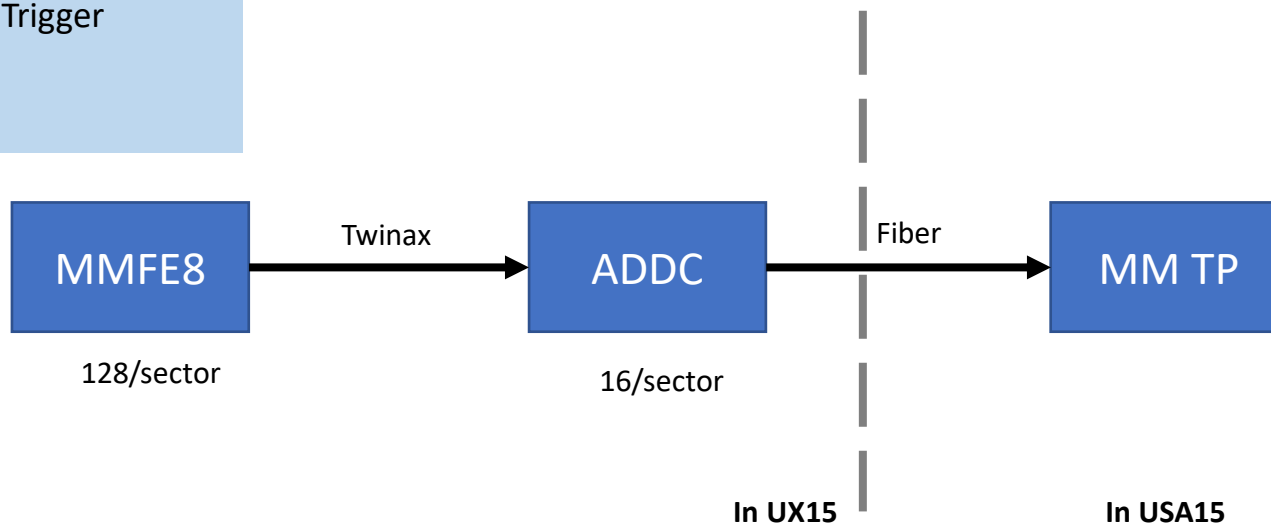 Trigger
Twinax
Fiber
MMFE8
ADDC
MM TP
128/sector
16/sector
In UX15
In USA15